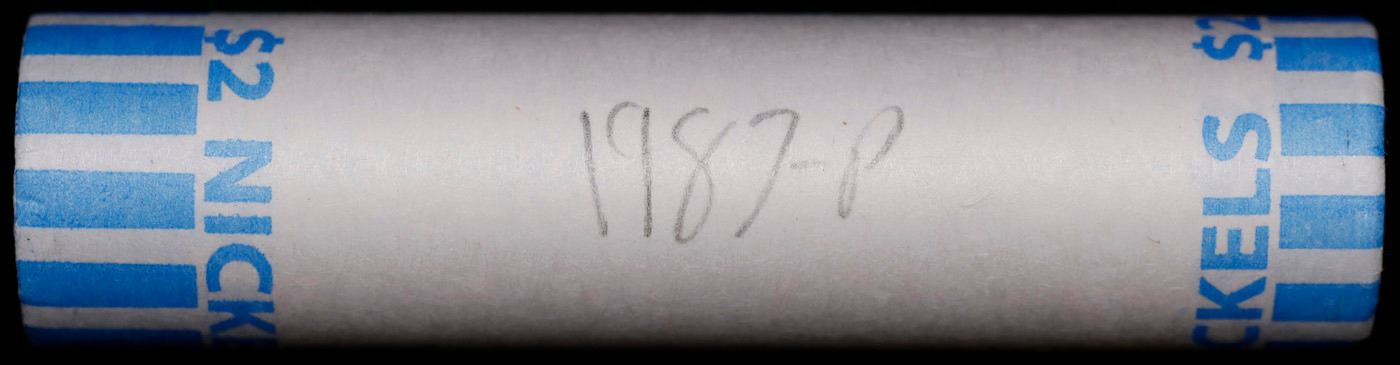 $2 NICK
1987-P
$2
CKELS